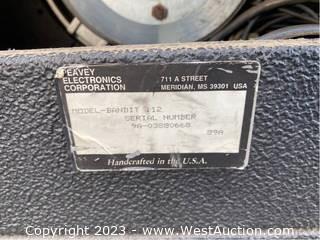 PEAVEY
ELECTRONICS
CORPORATION
711 A STREET
MERIDIAN, MS 39301 USA
MODEL-BANDIT 112
SERIAL NUMBER
9A-03880668
89A
Handcrafted in the U.S.A.
Copyright © 2023 - www.WestAuction.com